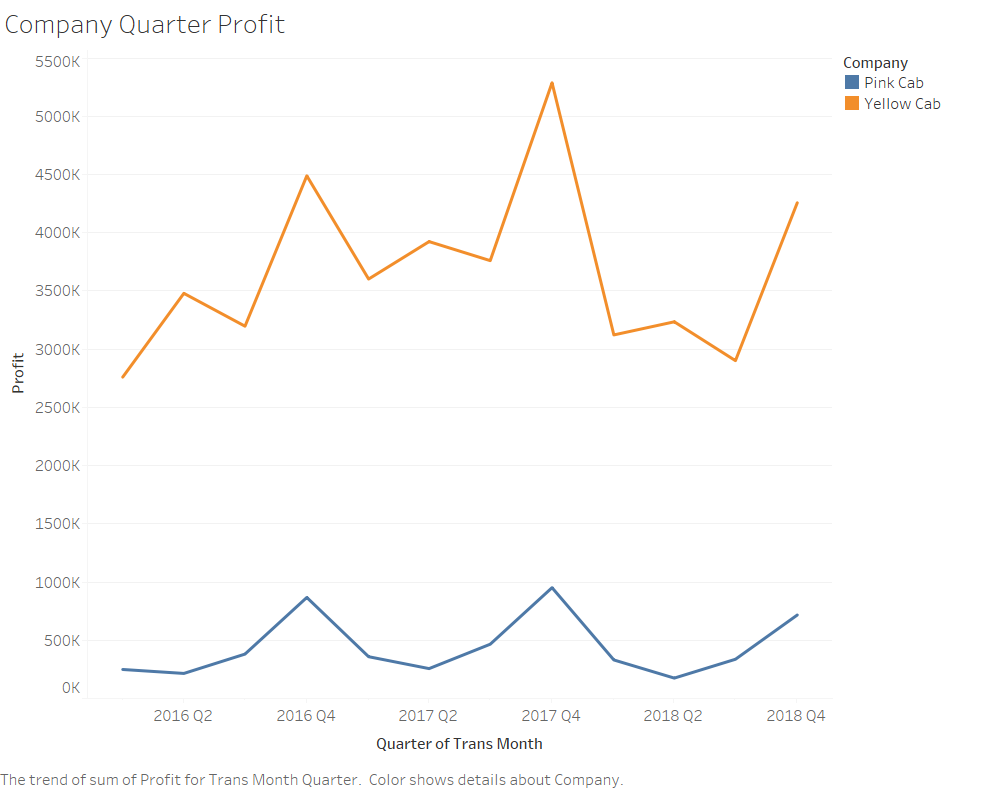 Company Quarter Profit
Company
Pink Cab
Yellow Cab
5500K
5000K
4500K
4000K
3500K
3000K
2500K
2000K
1500K
1000K
500K
0K
Profit
2016 Q2 2016 Q4 2017 Q2 2017 Q4 2018 Q2 2018 Q4
Quarter of Trans Month
The trend of sum of Profit for Trans Month Quarter. Color shows details about Company.